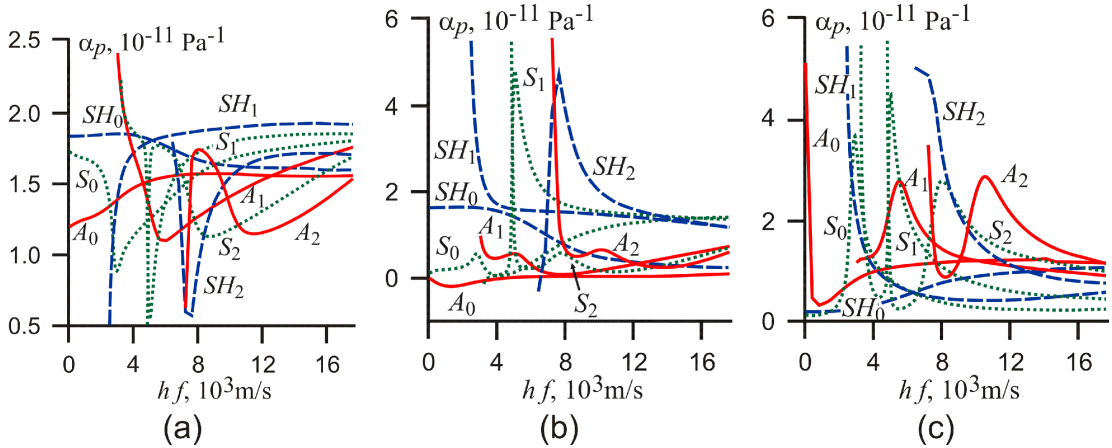 αp, 10-11 Pa-1
2.5
2.0
1.5
1.0
0.5
SH0
SH1
S1
S0
A0
A1
S2
A2
SH2
0 4 8 12 16
h f, 103m/s
(a)
αp, 10-11 Pa-1
6
4
2
0
S1
SH1
SH2
SH0
A1
S0
A2
A0
S2
0 4 8 12 16
h f, 103m/s
(b)
αp, 10-11 Pa-1
6
4
2
0
SH1
SH2
A0
A1
A2
S0
S1
S2
SH0
0 4 8 12 16
h f, 103m/s
(c)